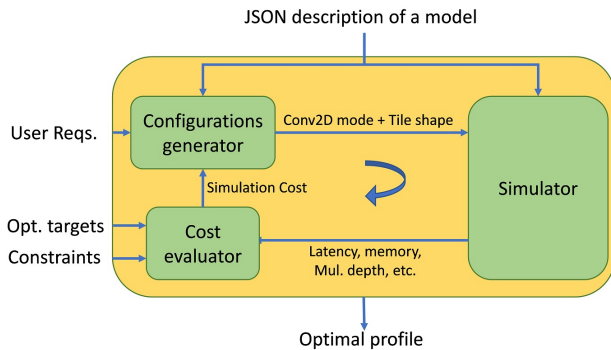 JSON description of a model
User Reqs.
Configurations
generator
Conv2D mode + Tile shape
Simulator
Simulation Cost
Opt. targets
Constraints
Cost
evaluator
Latency, memory,
Mul. depth, etc.
Optimal profile